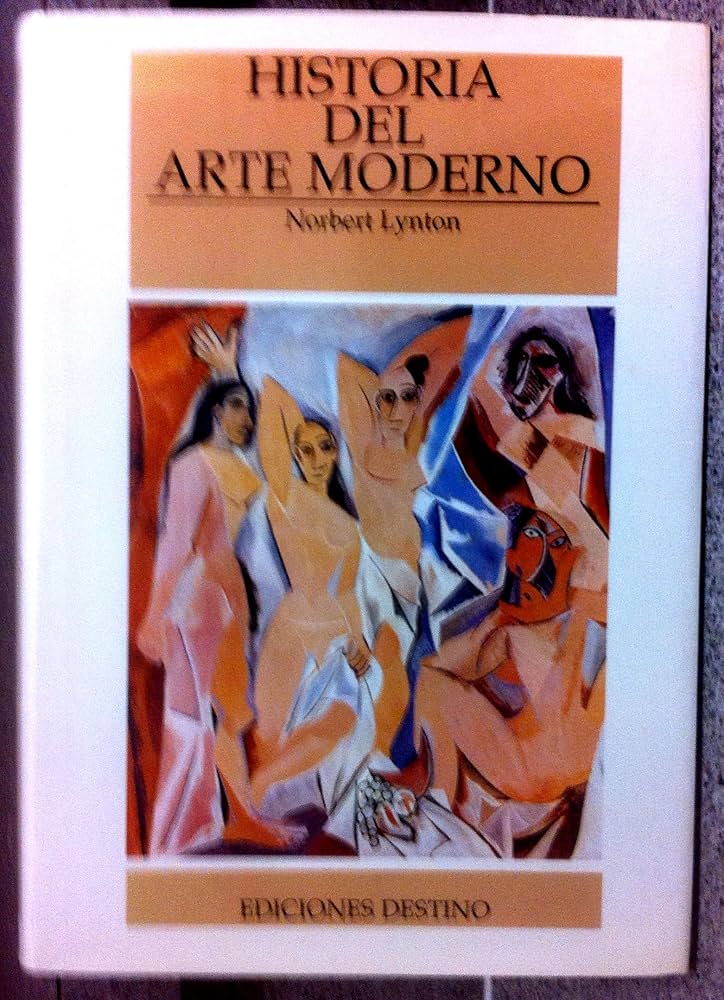 HISTORIA
DEL
ARTE MODERNO
Norbert Lynton
EDICIONES DESTINO